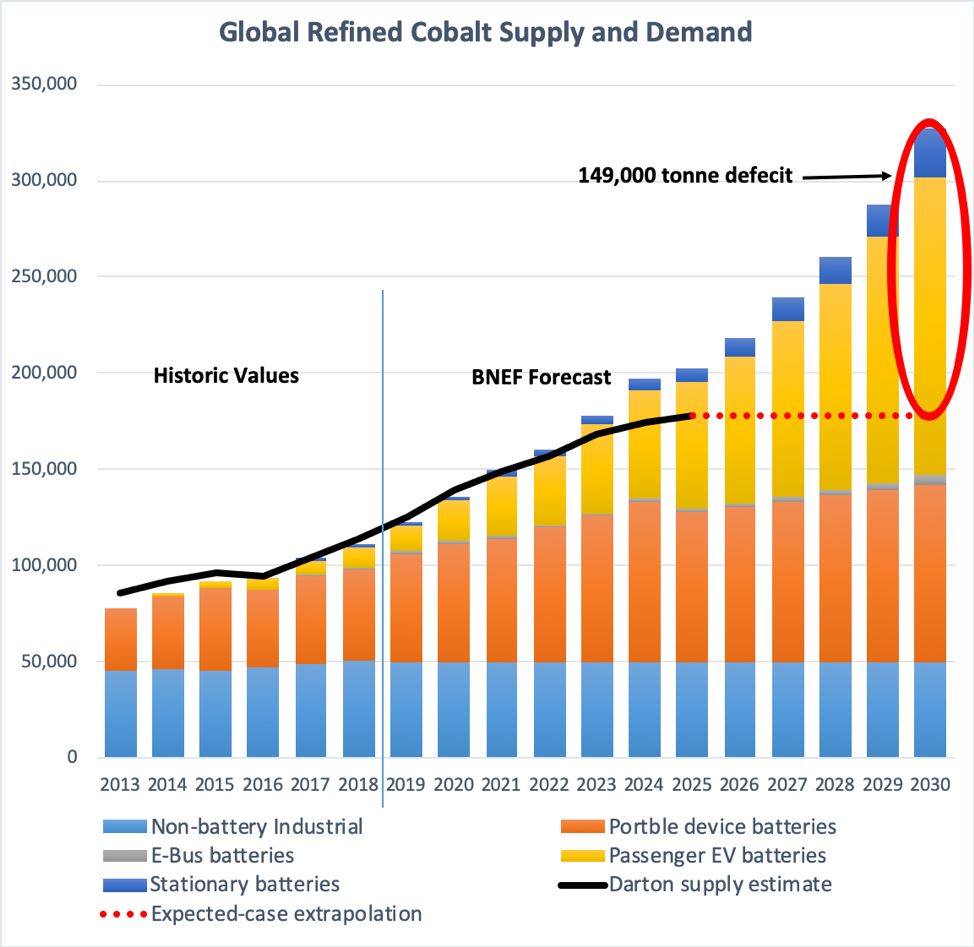 Global Refined Cobalt Supply and Demand
350,000
300,000
250,000
200,000
150,000
100,000
50,000
0
149,000 tonne defecit
Historic Values
BNEF Forecast
2013 2014 2015 2016 2017 2018 2019 2020 2021 2022 2023 2024 2025 2026 2027 2028 2029 2030
Non-battery Industrial
Portble device batteries
E-Bus batteries
Passenger EV batteries
Stationary batteries
Darton supply estimate
Expected-case extrapolation